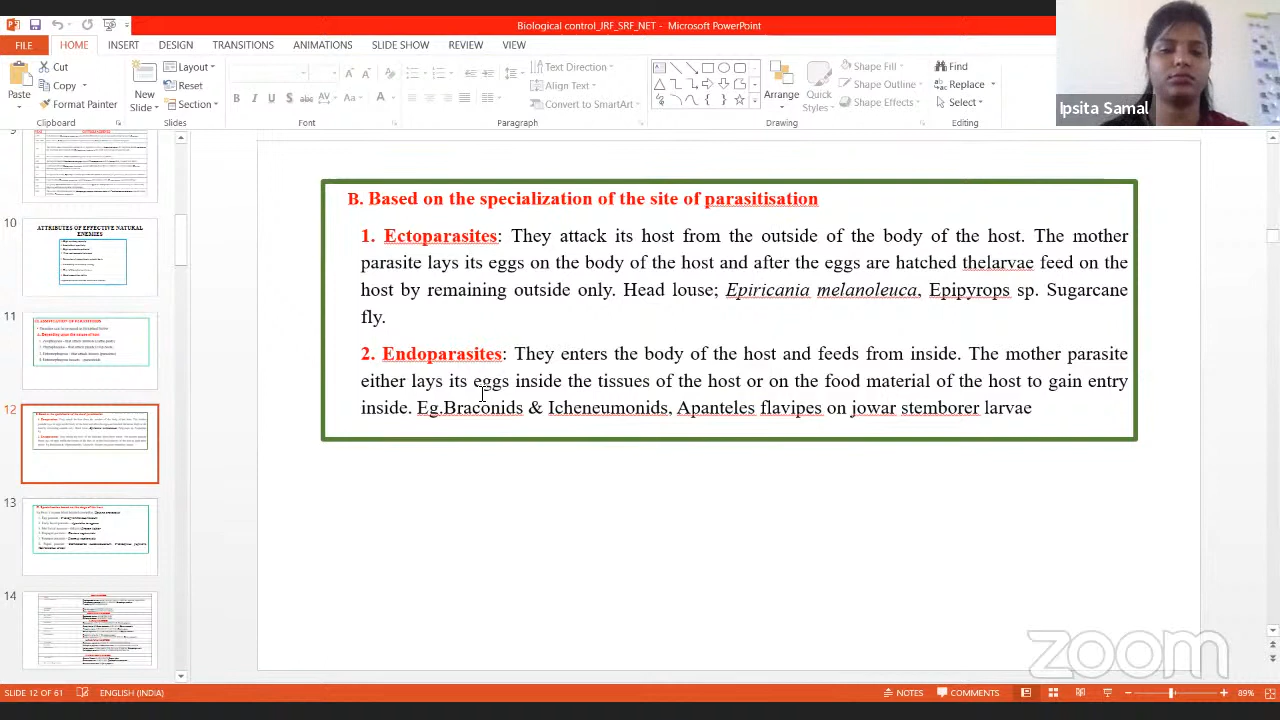 Biological control_JRF_SRF_NET - Microsoft PowerPoint
FILE HOME INSERT DESIGN TRANSITIONS ANIMATIONS SLIDE SHOW REVIEW VIEW
Paste
Cut
Copy
Format Painter
Clipboard
New Slide
Layout
Reset
Section
Slides
Font
Text Direction
Align Text
Convert to SmartArt
Paragraph
Arrange
Quick Styles
Shape Fill
Shape Outline
Shape Effects
Drawing
Find
Replace
Select
Editing
Ipsita Samal
9
10
ATTRIBUTES OF EFFECTIVE NATURAL
ENEMIES
11
12
13
14
B. Based on the specialization of the site of parasitisation
1. Ectoparasites: They attack its host from the outside of the body of the host. The mother
parasite lays its eggs on the body of the host and after the eggs are hatched thelarvae feed on the
host by remaining outside only. Head louse; Epiricania melanoleuca, Epipyrops sp. Sugarcane
fly.
2. Endoparasites: They enters the body of the host and feeds from inside. The mother parasite
either lays its eggs inside the tissues of the host or on the food material of the host to gain entry
inside. Eg.Braconids & Icheneumonids, Apanteles flavipes on jowar stem borer larvae
zoom
SLIDE 12 OF 61 ENGLISH (INDIA) NOTES COMMENTS 89%